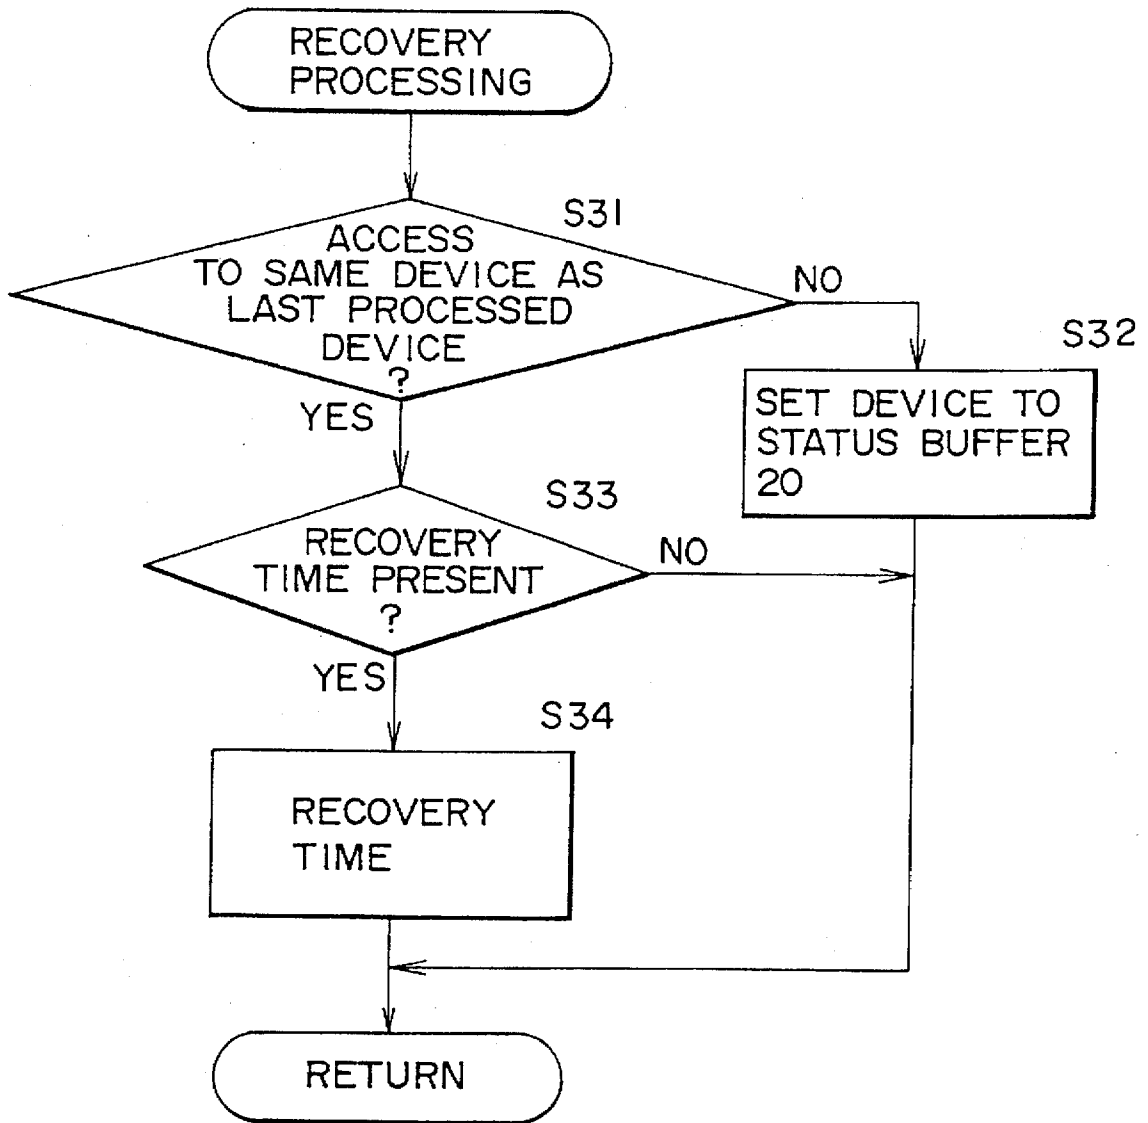 RECOVERY
PROCESSING
S31
ACCESS
TO SAME DEVICE AS
LAST PROCESSED
DEVICE
?
NO
YES
S32
SET DEVICE TO
STATUS BUFFER
20
S33
RECOVERY
TIME PRESENT
?
NO
YES
S34
RECOVERY
TIME
RETURN